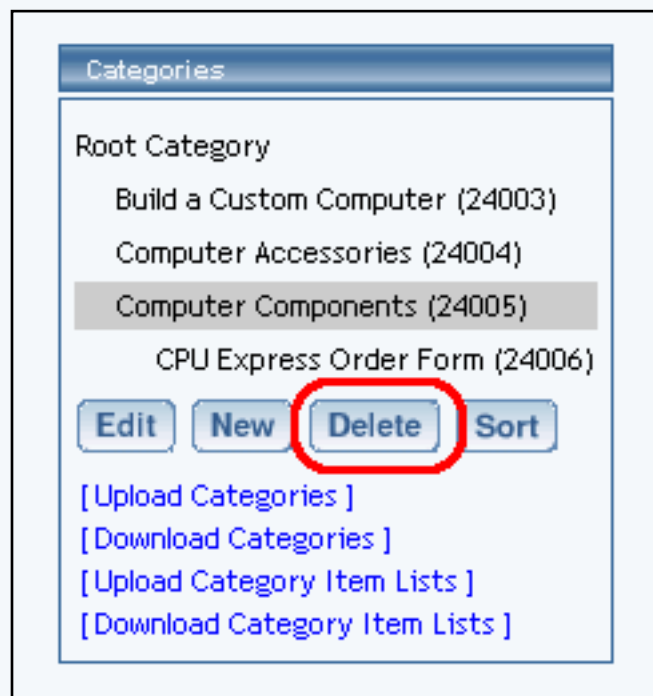 Categories
Root Category
Build a Custom Computer (24003)
Computer Accessories (24004)
Computer Components (24005)
CPU Express Order Form (24006)
Edit New Delete Sort
[ Upload Categories ]
[ Download Categories ]
[ Upload Category Item Lists ]
[ Download Category Item Lists ]